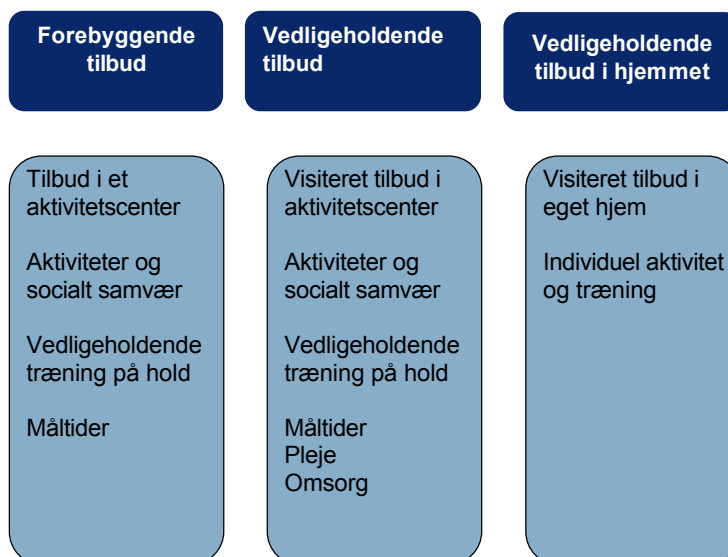 Forebyggende
tilbud
Vedligeholdende
tilbud
Vedligeholdende
tilbud i hjemmet
Tilbud i et
aktivitetscenter
Aktiviteter og
socialt samvær
Vedligeholdende
træning på hold
Måltider
Visiteret tilbud i
aktivitetscenter
Aktiviteter og
socialt samvær
Vedligeholdende
træning på hold
Måltider
Pleje
Omsorg
Visiteret tilbud i
eget hjem
Individuel aktivitet
og træning